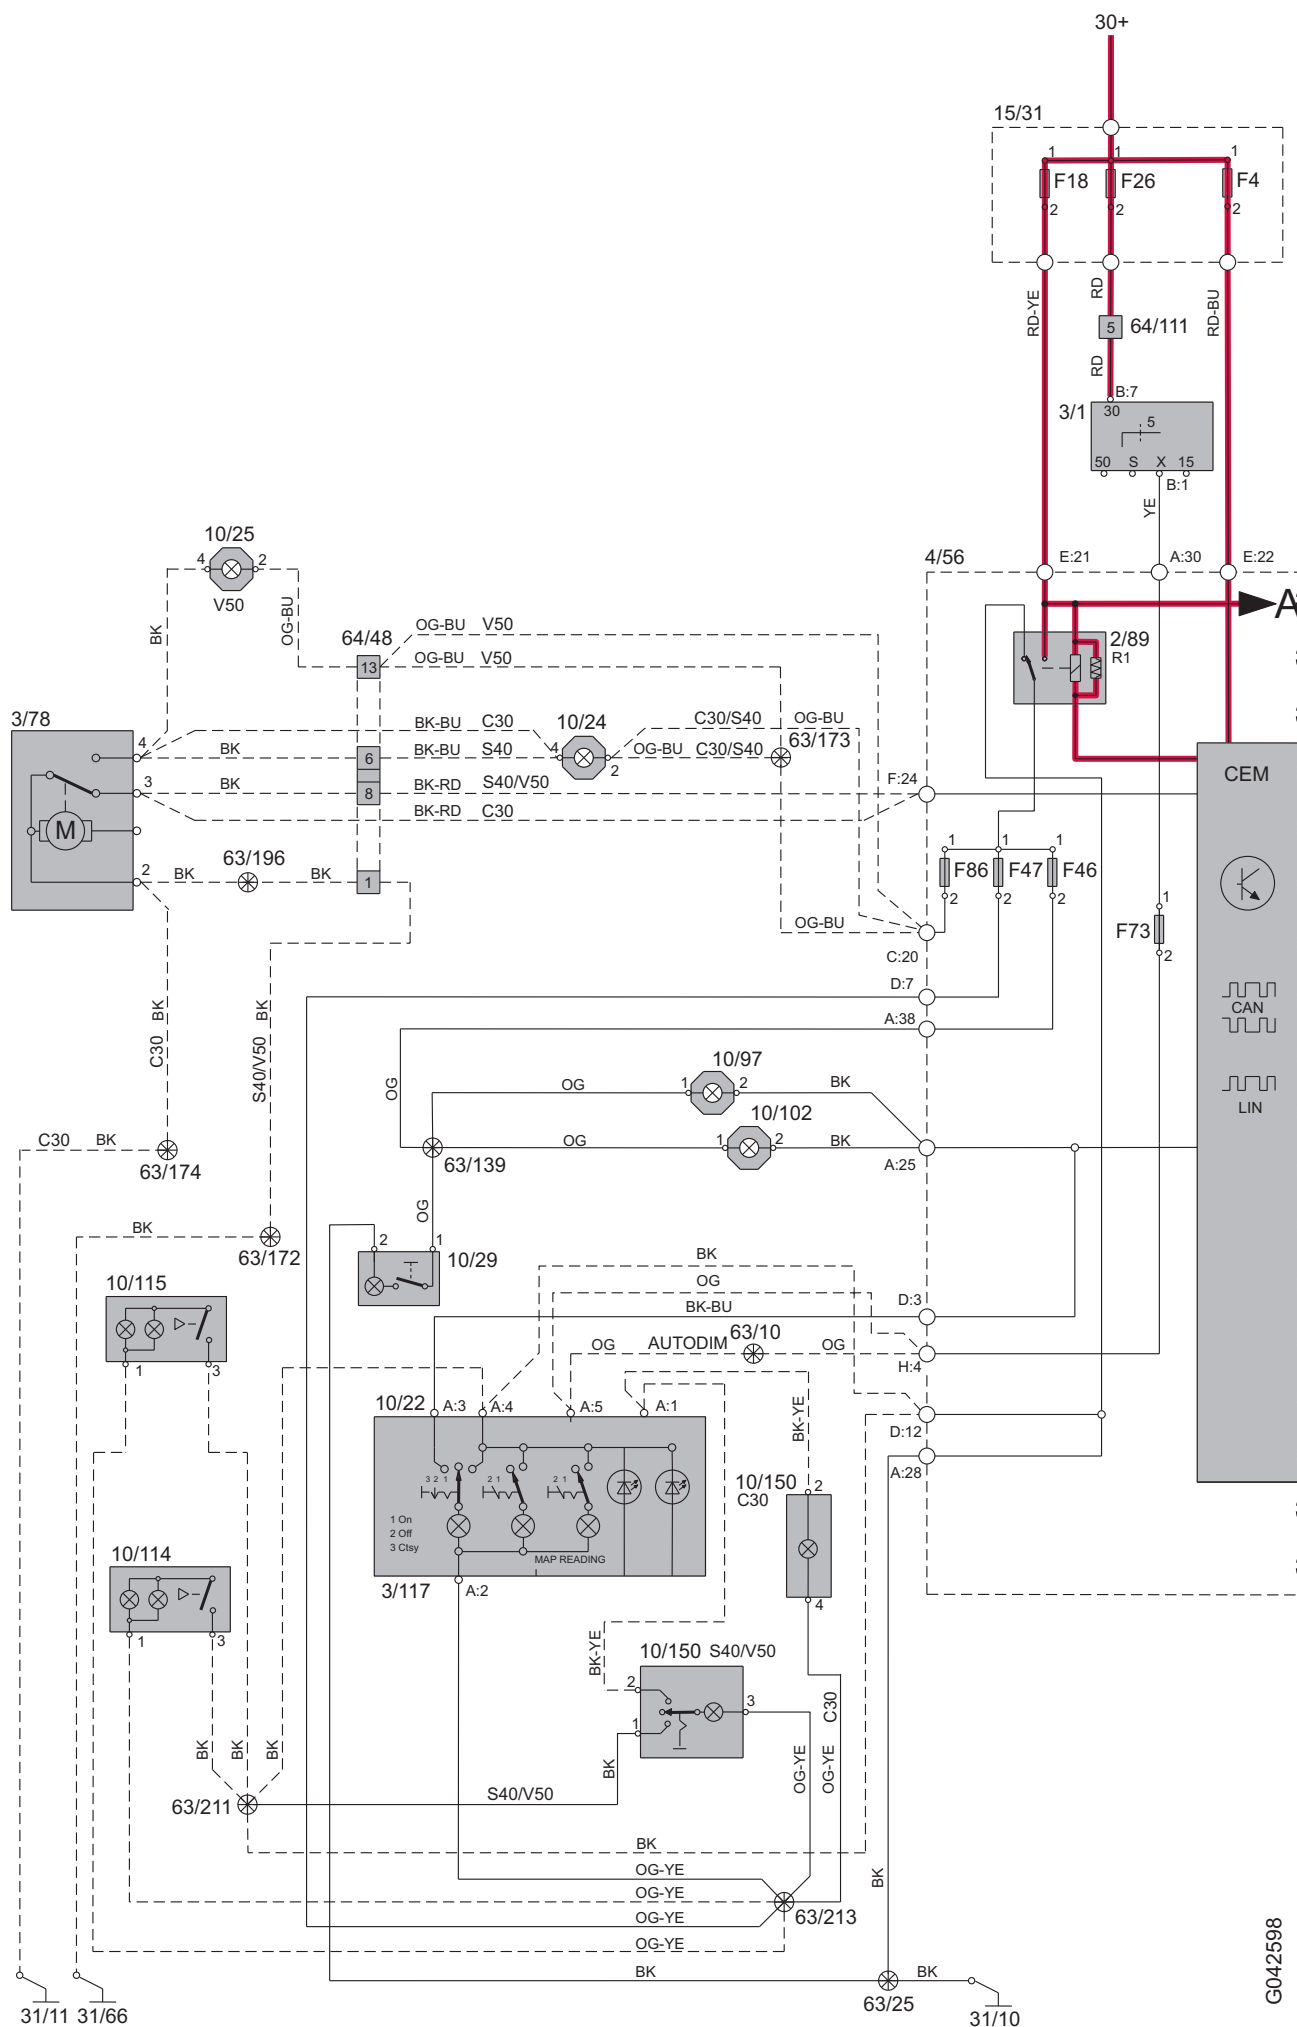 30+
15/31
1
1
1
F18
F26
F4
2
2
2
RD-YE
RD
RD-BU
5
64/111
RD
B:7
3/1
30
5
50 S X 15
B:1
YE
4/56
E:21
A:30
E:22
A
10/25
4
2
V50
BK
OG-BU
64/48
OG-BU V50
13
OG-BU V50
2/89
R1
3/78
4
BK-BU C30
10/24
C30/S40 OG-BU
BK
6
BK-BU S40
4
2
OG-BU C30/S40
63/173
CEM
3
BK
8
BK-RD S40/V50
F:24
BK-RD C30
M
2
BK
63/196
BK
1
1
1
1
F86
F47
F46
2
2
2
1
F73
2
OG-BU
C:20
D:7
A:38
CAN
LIN
C30 BK
S40/V50 BK
OG
10/97
OG
1
2
BK
10/102
OG
1
2
BK
63/139
A:25
C30 BK
63/174
OG
BK
63/172
2
1
10/29
BK
OG
10/115
1
3
BK-BU
D:3
OG
AUTODIM
63/10
OG
H:4
10/22
A:3
A:4
A:5
A:1
BK-YE
D:12
A:28
3 2 1
2 1
2 1
1 On
2 Off
3 Ctsy
MAP READING
10/150
C30
2
4
10/114
1
3
3/117
A:2
BK-YE
10/150 S40/V50
2
3
1
BK
BK
BK
BK
OG-YE
OG-YE
C30
63/211
S40/V50
BK
OG-YE
OG-YE
OG-YE
OG-YE
63/213
BK
BK
BK
63/25
31/11
31/66
31/10
G042598